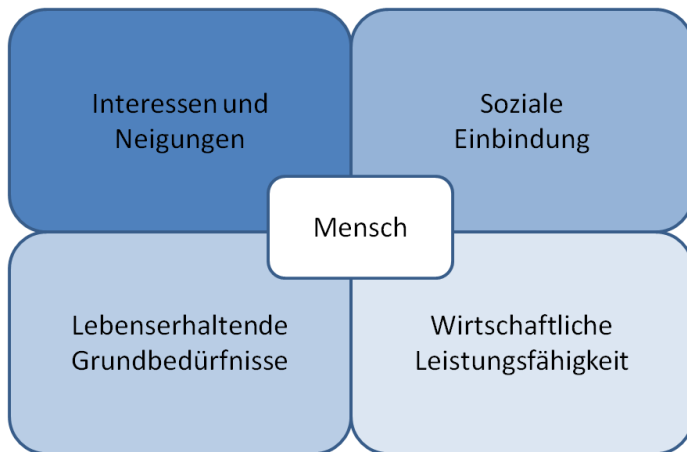 Interessen und
Neigungen
Soziale
Einbindung
Mensch
Lebenserhaltende
Grundbedürfnisse
Wirtschaftliche
Leistungsfähigkeit